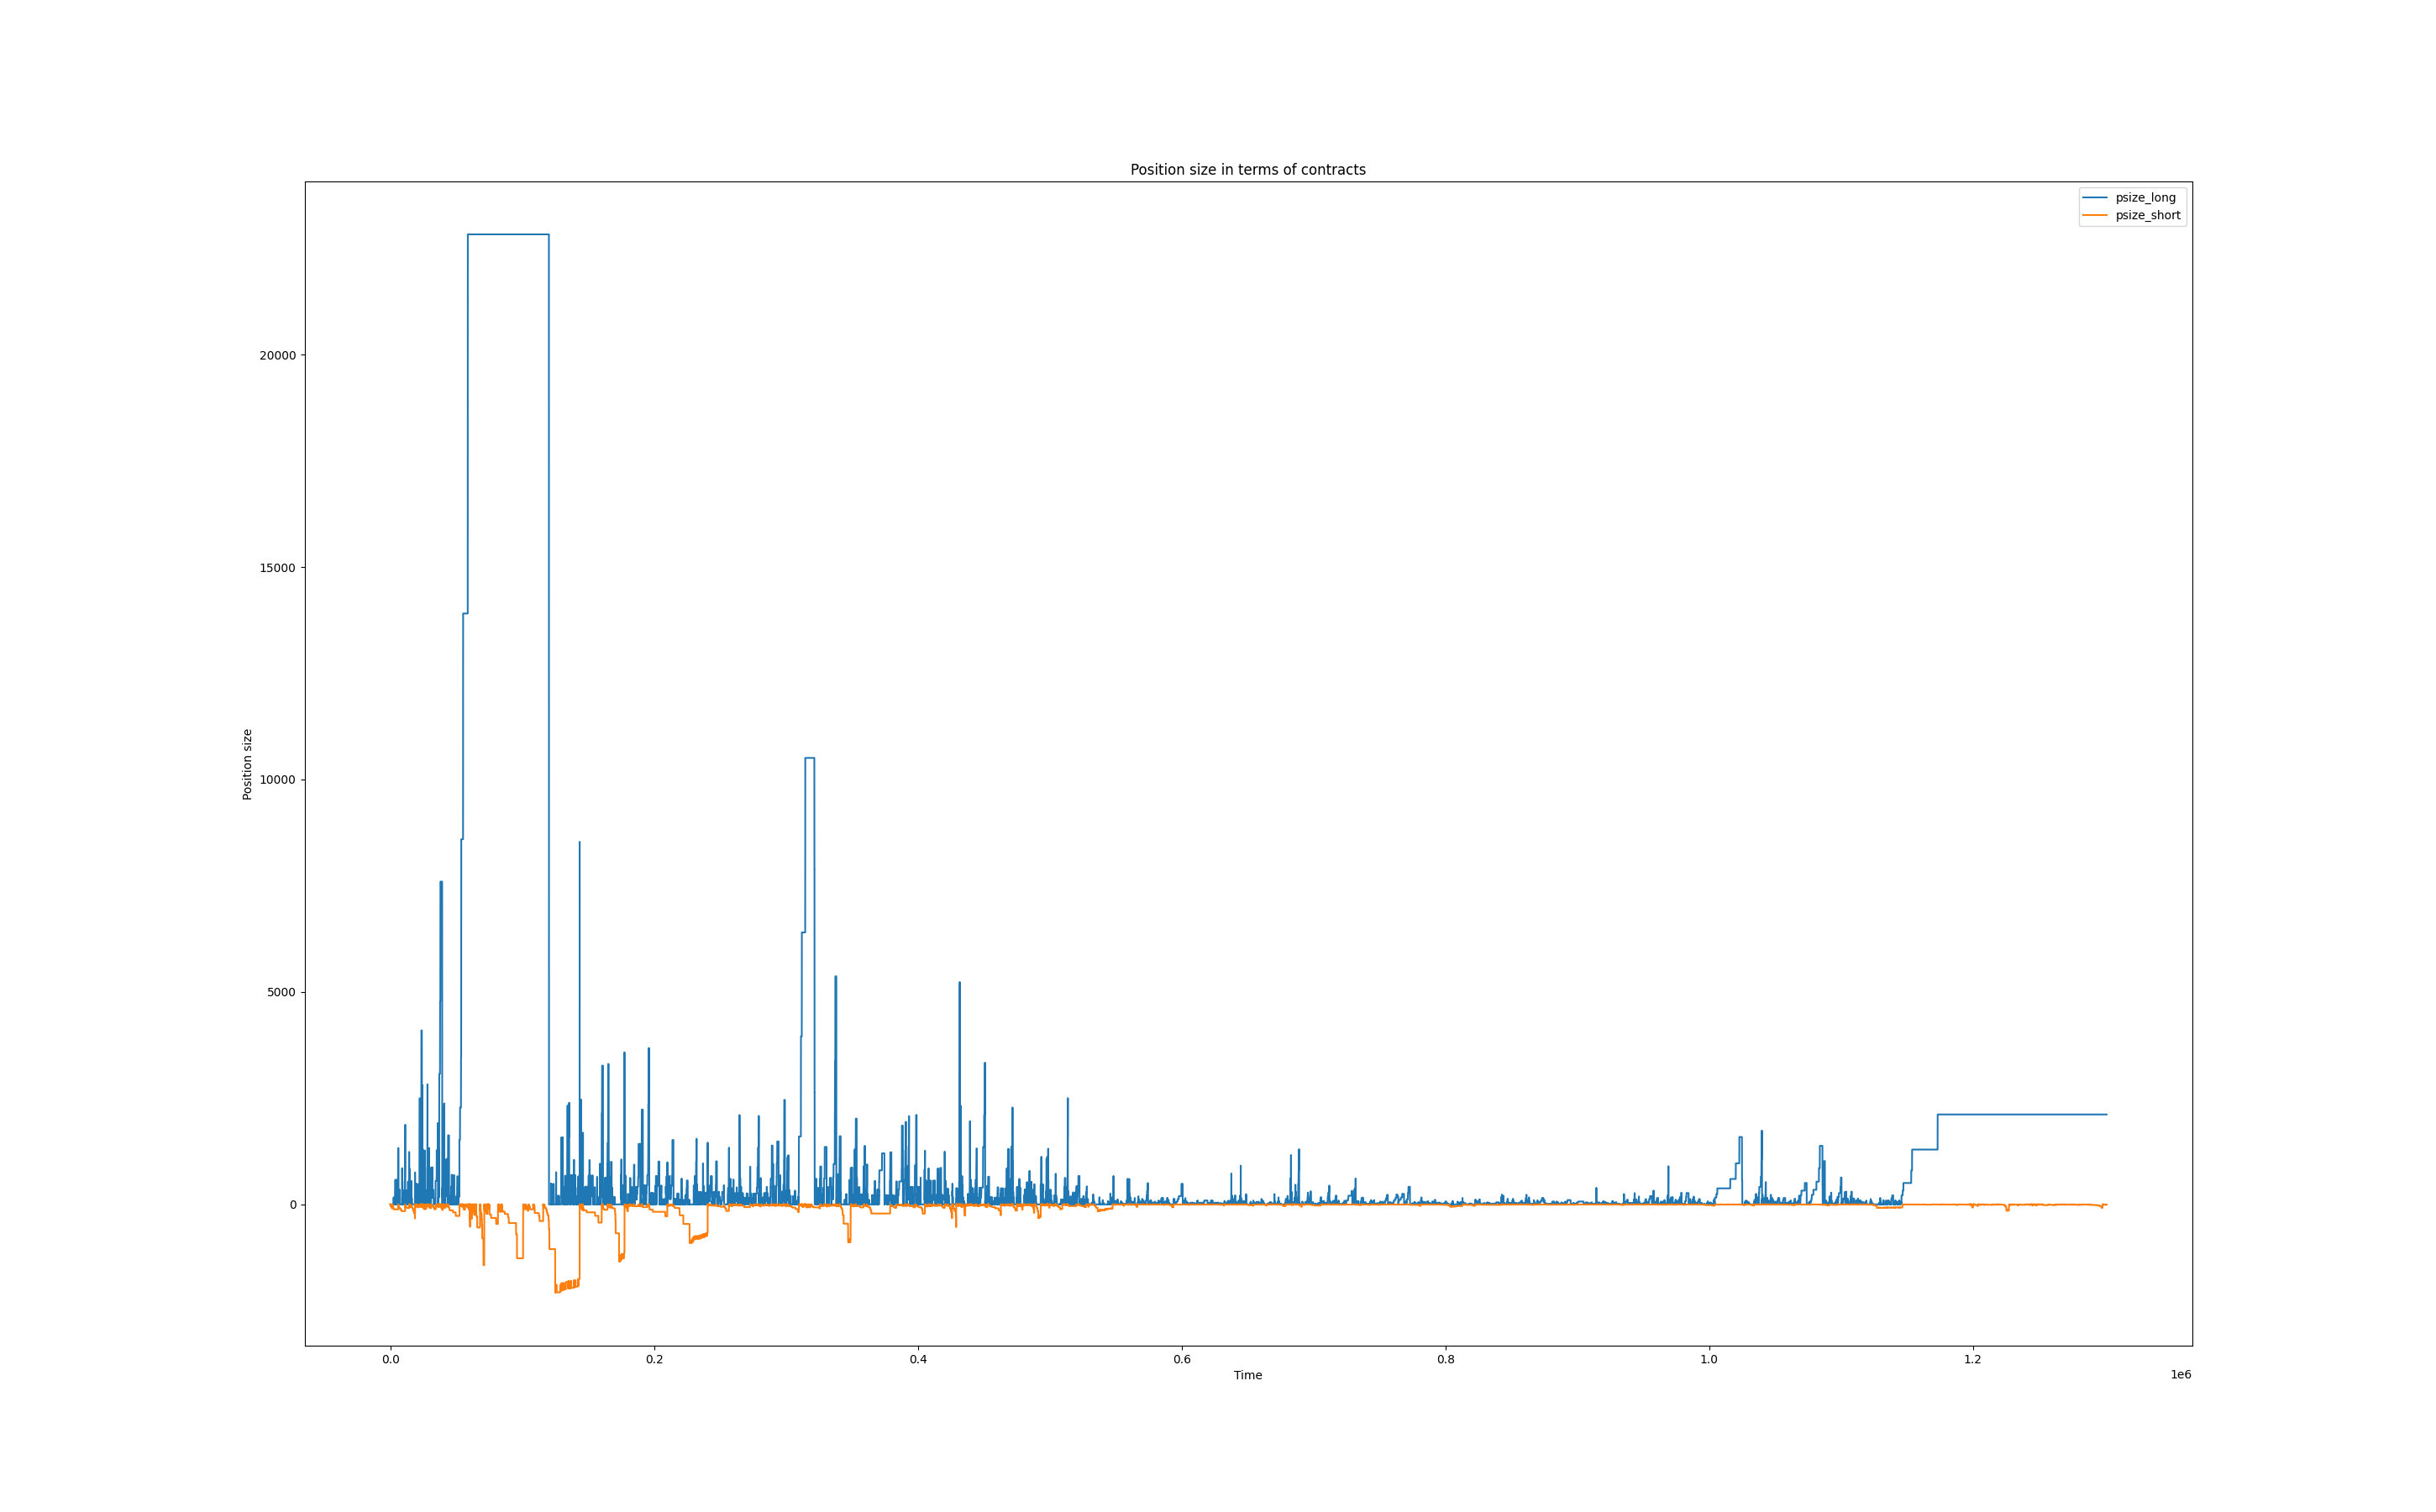 Position size in terms of contracts
psize_long
psize_short
20000
15000
10000
5000
0
Position size
0.0 0.2 0.4 0.6 0.8 1.0 1.2
Time
1e6